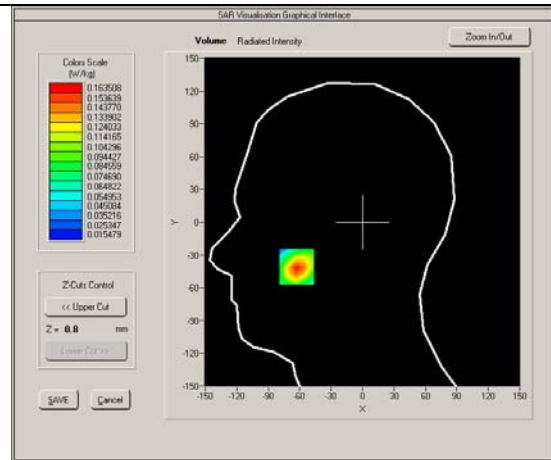 SAR Visualisation Graphical Interface
Volume Radiated Intensity
Zoom In/Out
Colors Scale
(W/kg)
0.163508
0.153639
0.143770
0.133902
0.124033
0.114165
0.104296
0.094427
0.084559
0.074690
0.064822
0.054953
0.045084
0.035216
0.025347
0.015479
Z-Cuts Control
<< Upper Cut
Z = 0.8 mm
Lower Cut >>
SAVE Cancel
150
120
90
60
30
0
-30
-60
-90
-120
-150
Y
-150 -120 -90 -60 -30 0 30 60 90 120 150
X